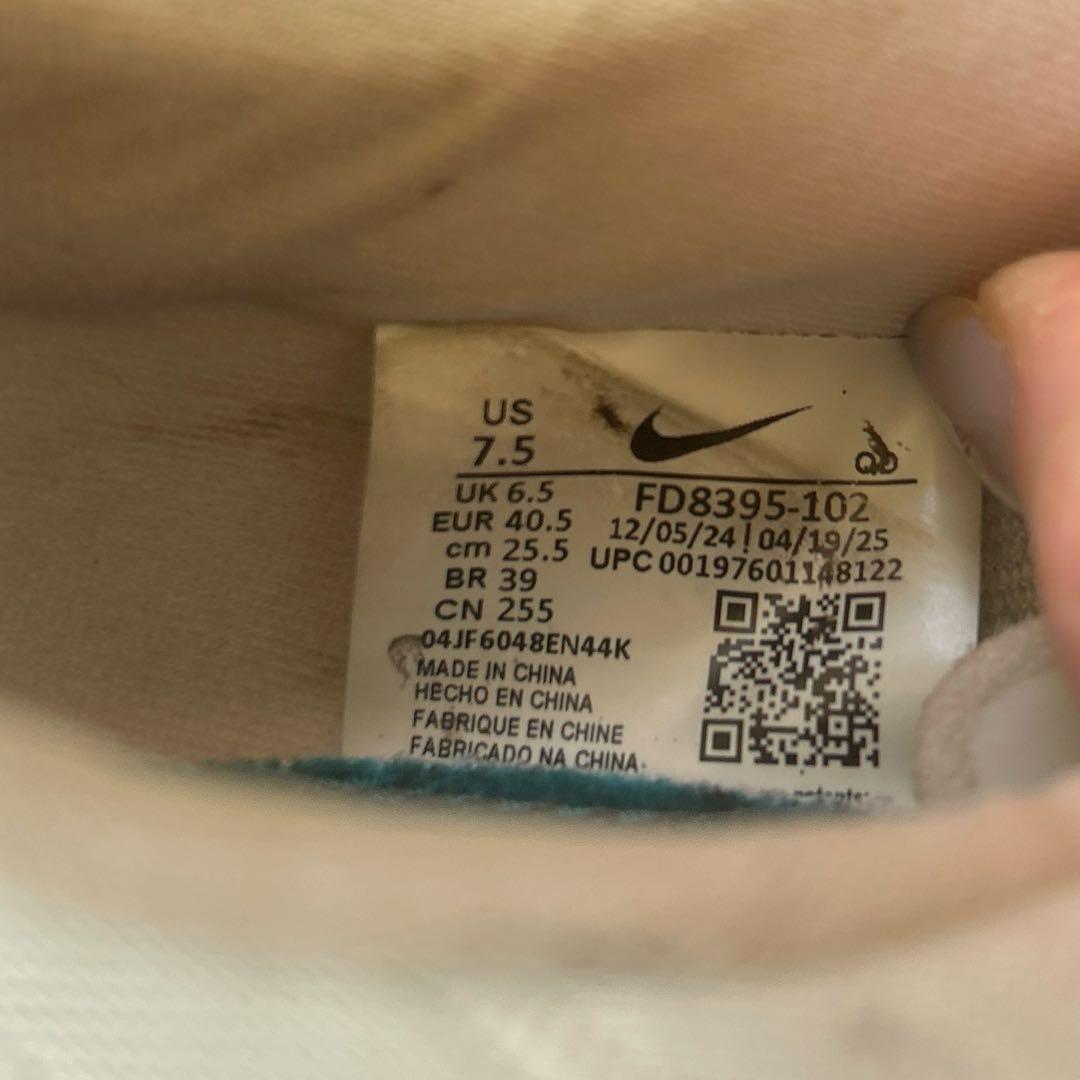 US
7.5
UK 6.5
EUR 40.5
cm 25.5
BR 39
CN 255
FD8395-102
12/05/24 | 04/19/25
UPC 00197601148122
04JF6048EN44K
MADE IN CHINA
HECHO EN CHINA
FABRIQUE EN CHINE
FABRICADO NA CHINA.